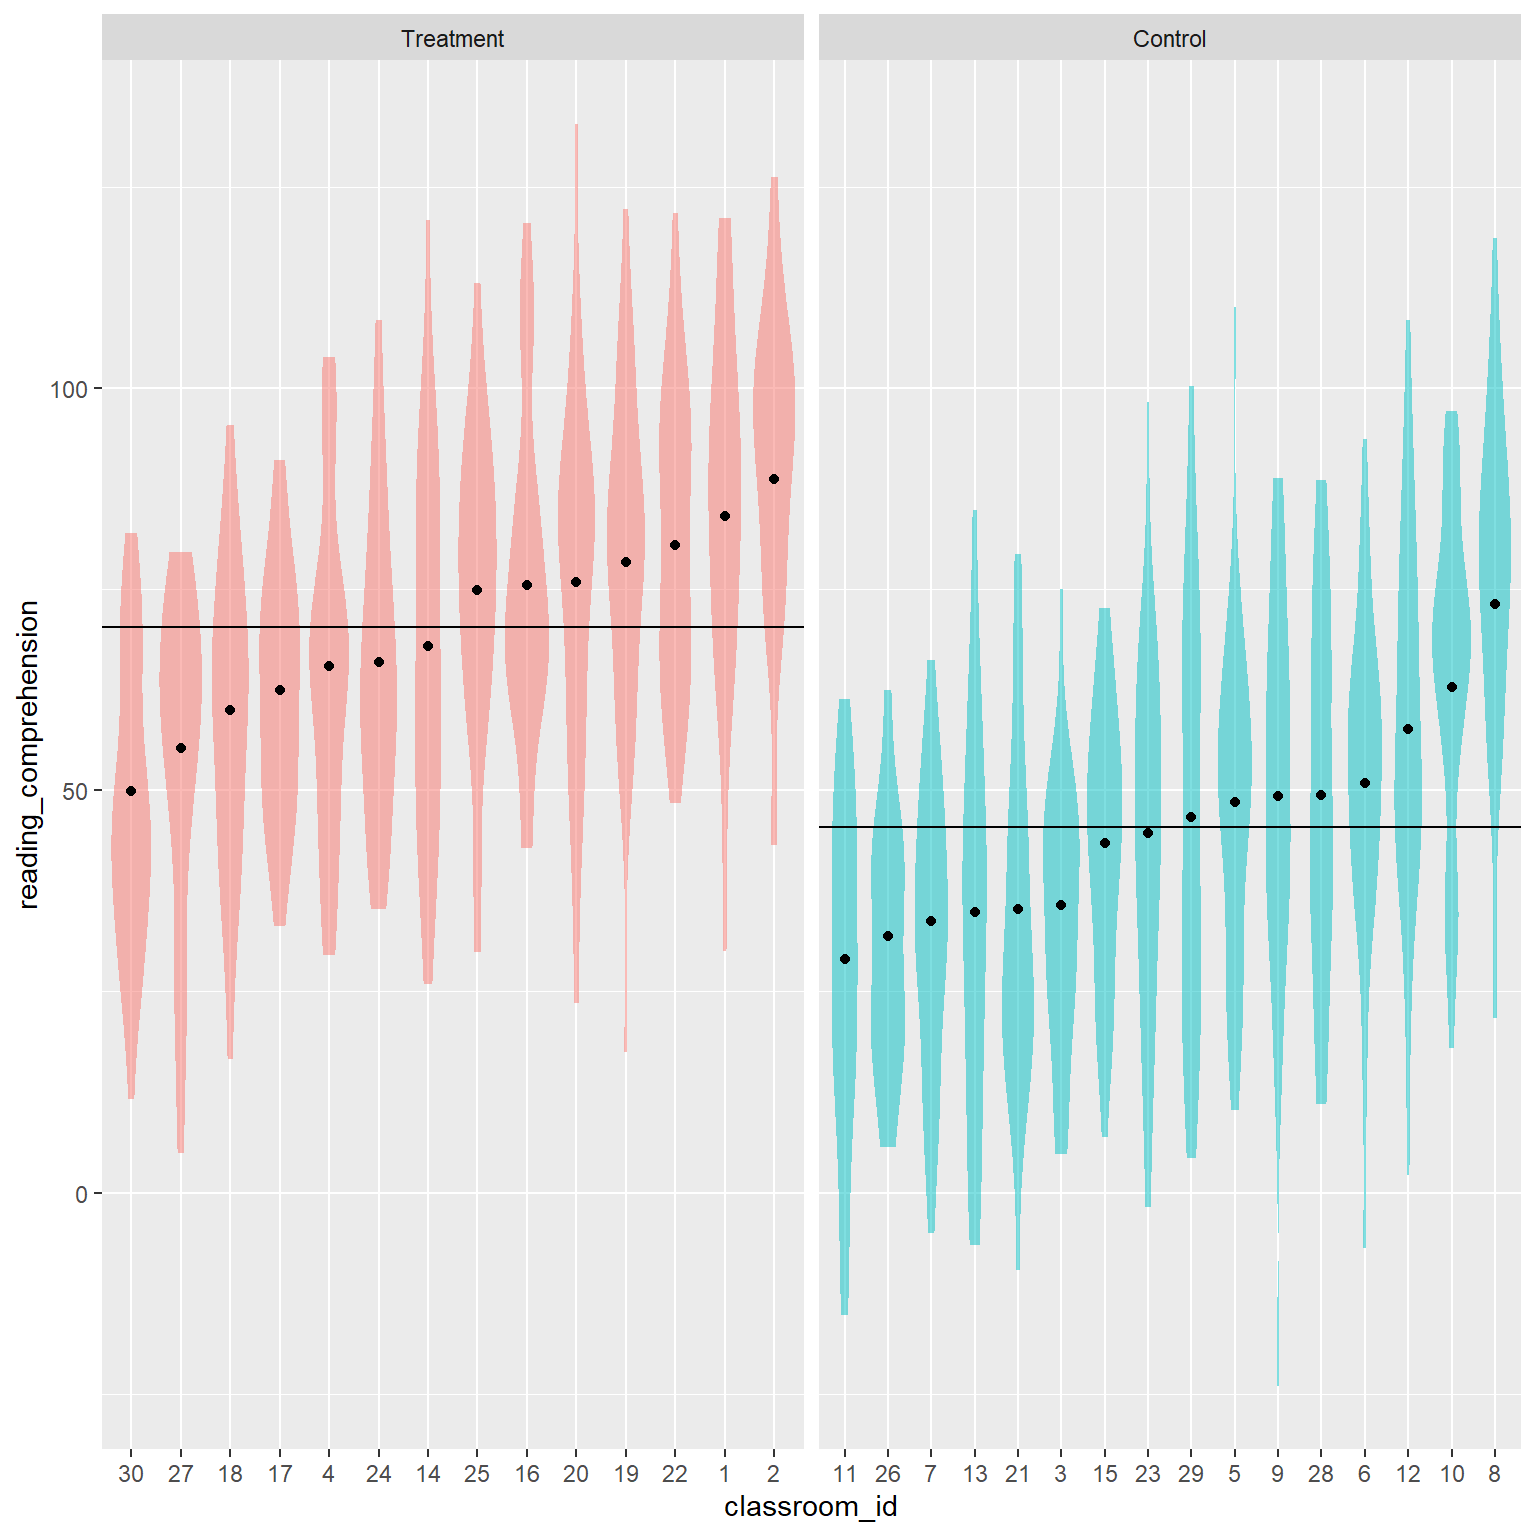 Treatment
Control
reading_comprehension
100
50
0
30 27 18 17 4 24 14 25 16 20 19 22 1 2
11 26 7 13 21 3 15 23 29 5 9 28 6 12 10 8
classroom_id